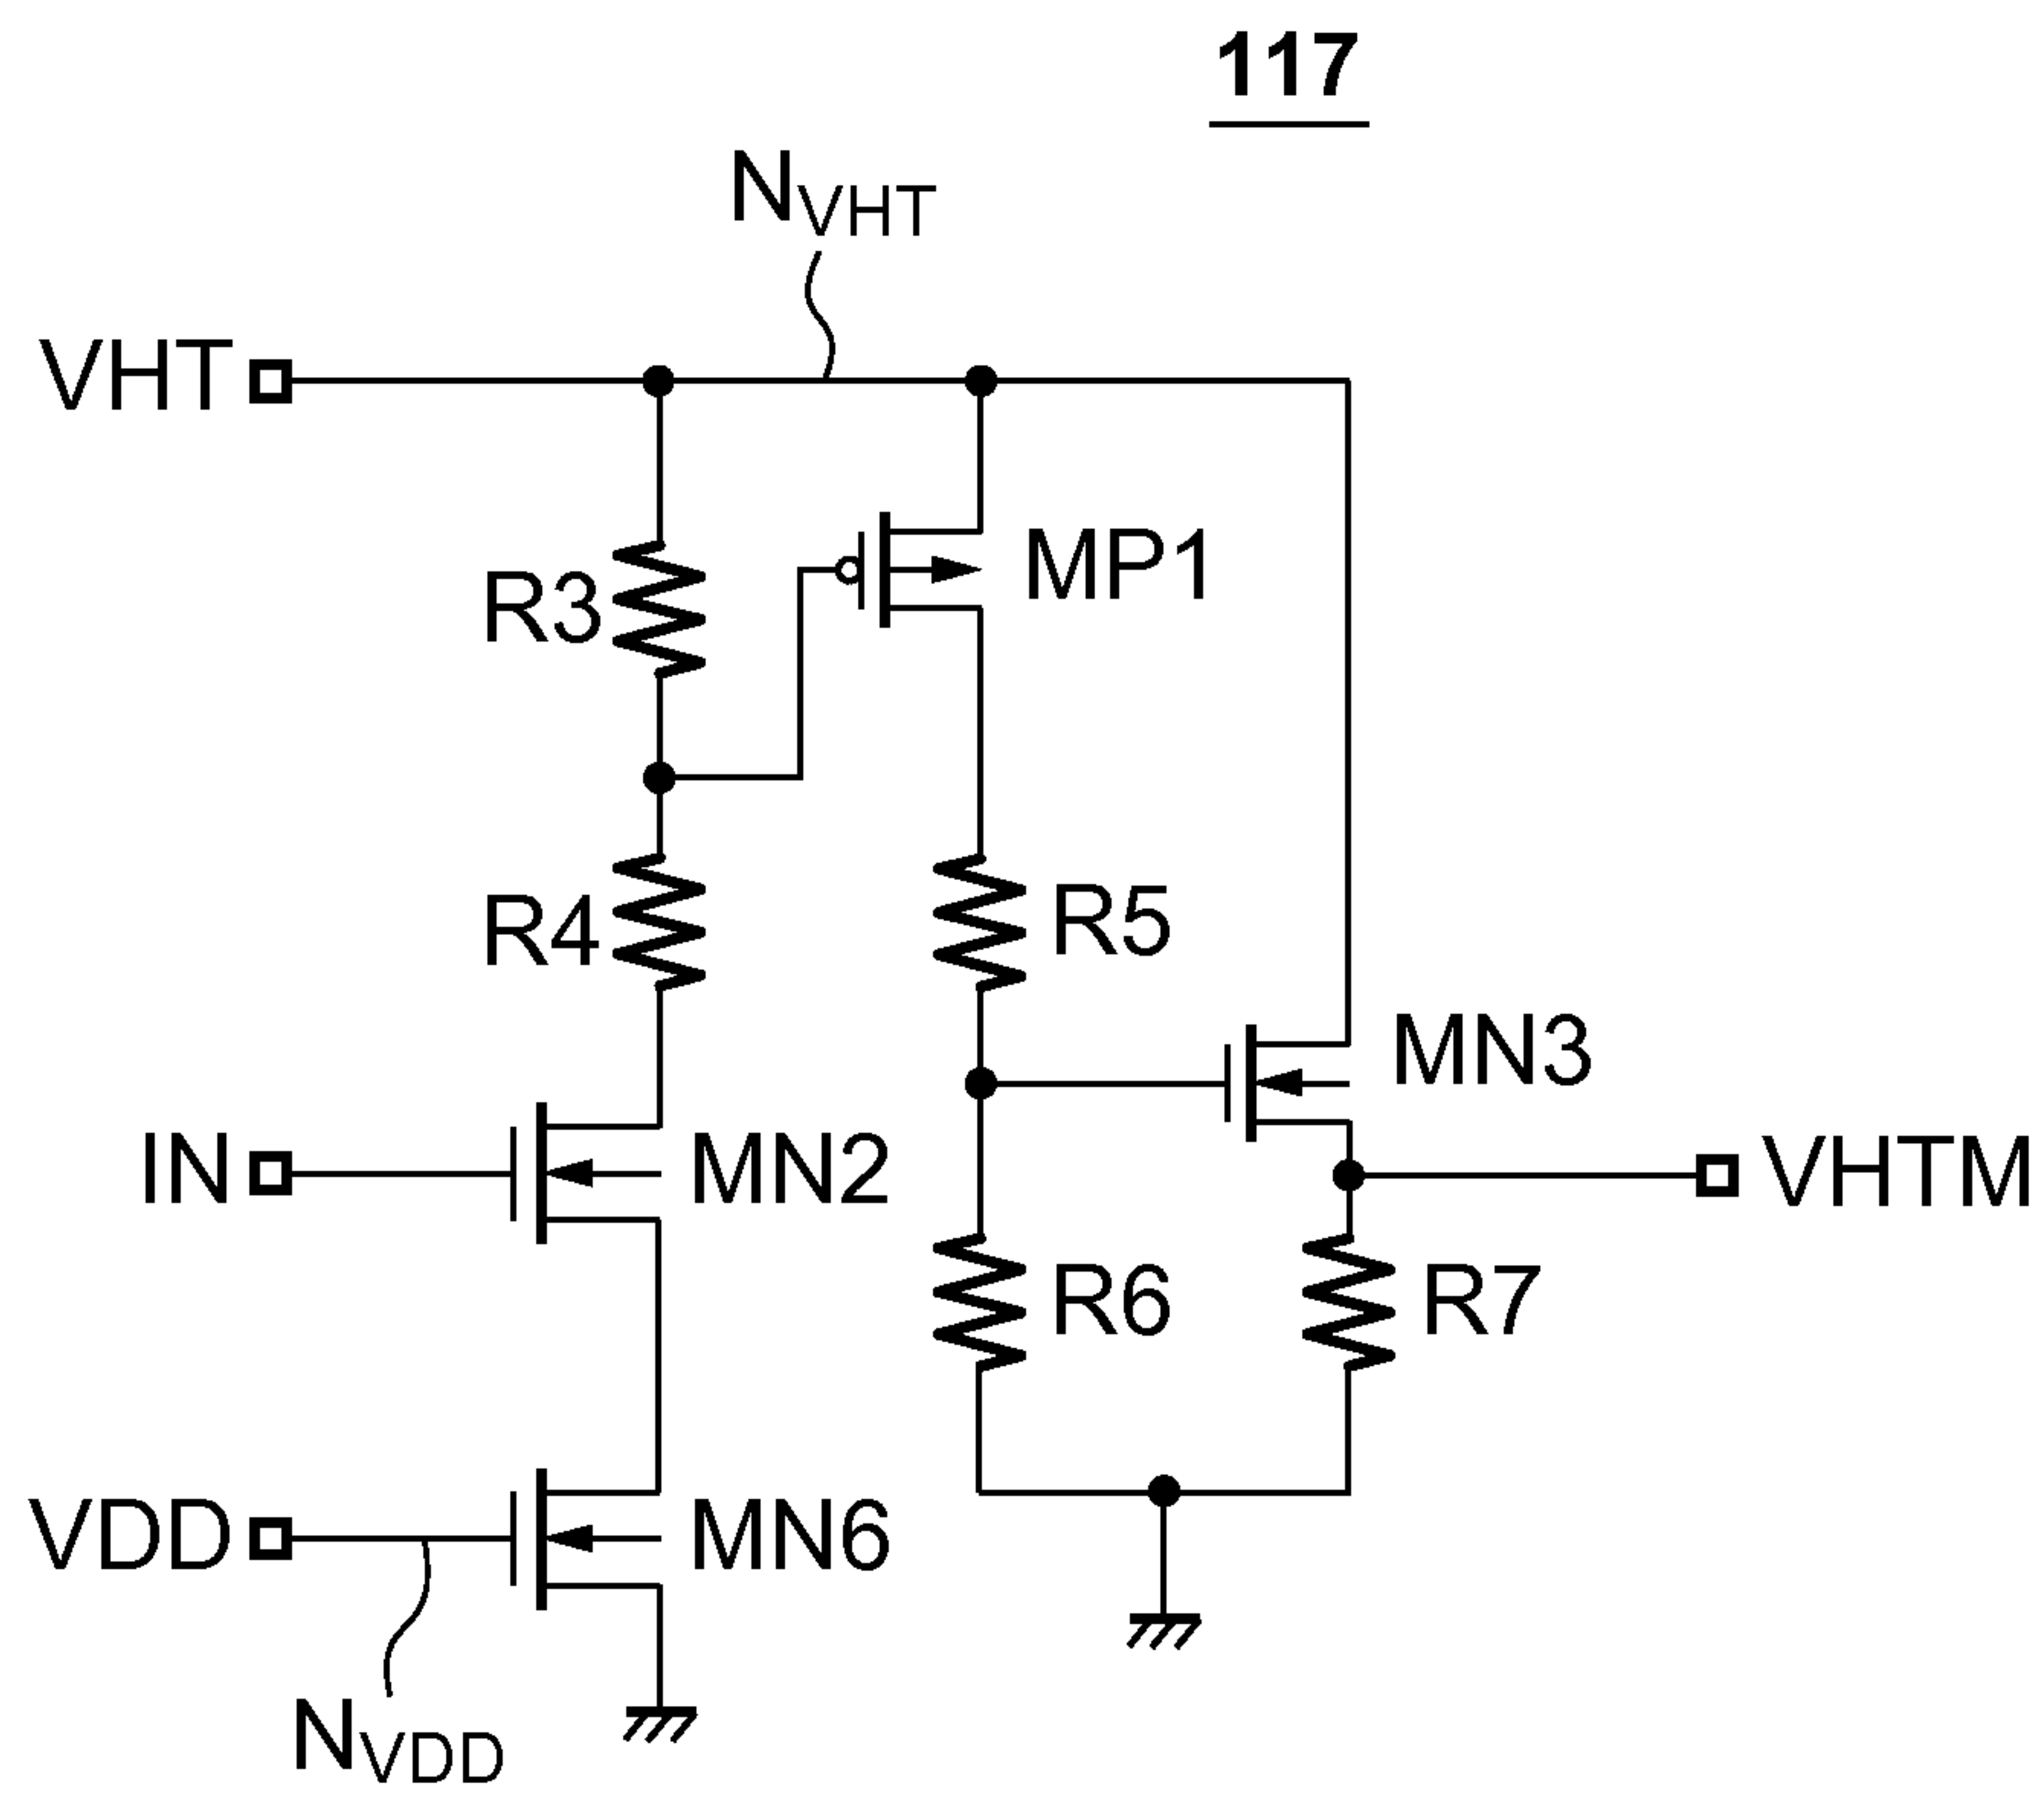 117
NVHT
VHT
MP1
R3
R4
R5
MN3
IN
MN2
VHTM
R6
R7
VDD
MN6
NVDD